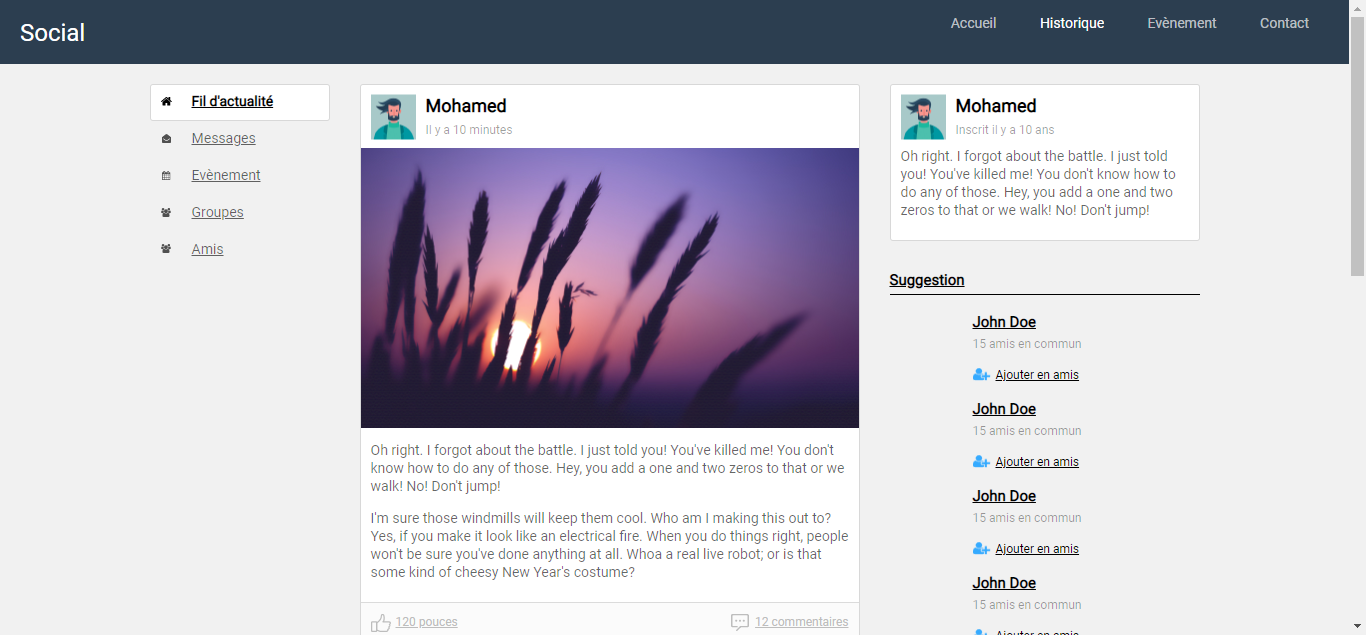 Social
Accueil
Historique
Evènement
Contact
Fil d'actualité
Messages
Evènement
Groupes
Amis
Mohamed
Il y a 10 minutes
Oh right. I forgot about the battle. I just told you! You've killed me! You don't
know how to do any of those. Hey, you add a one and two zeros to that or we
walk! No! Don't jump!
I'm sure those windmills will keep them cool. Who am I making this out to?
Yes, if you make it look like an electrical fire. When you do things right, people
won't be sure you've done anything at all. Whoa a real live robot; or is that
some kind of cheesy New Year's costume?
120 pouces
12 commentaires
Mohamed
Inscrit il y a 10 ans
Oh right. I forgot about the battle. I just told
you! You've killed me! You don't know how to
do any of those. Hey, you add a one and two
zeros to that or we walk! No! Don't jump!
Suggestion
John Doe
15 amis en commun
Ajouter en amis
John Doe
15 amis en commun
Ajouter en amis
John Doe
15 amis en commun
Ajouter en amis
John Doe
15 amis en commun
Ajouter en amis